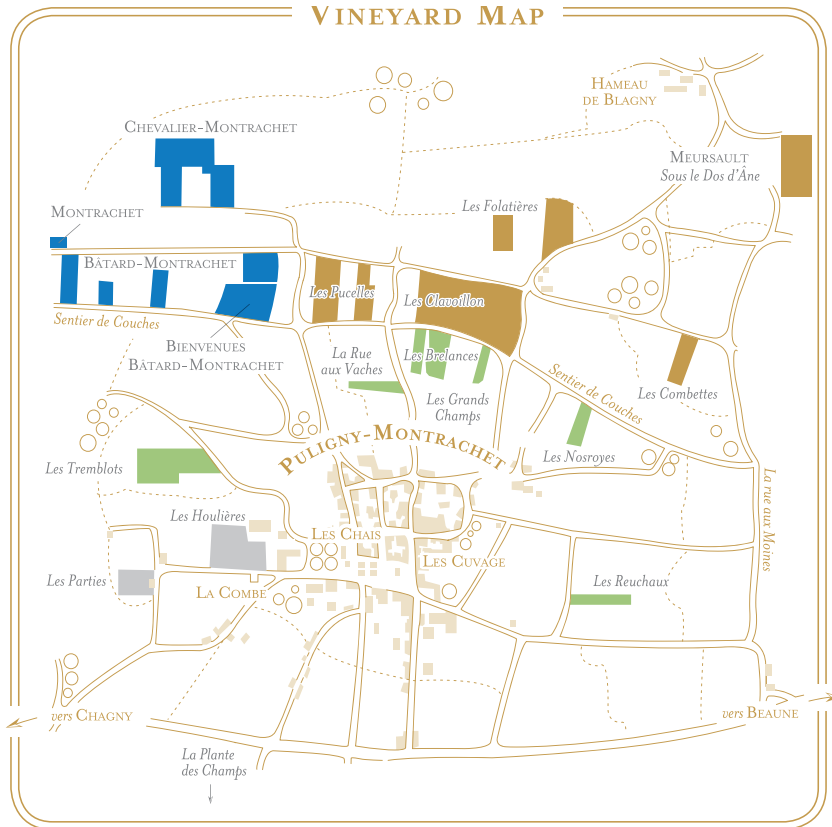 VINEYARD MAP
HAMEAU
DE BLAGNY
CHEVALIER-MONTRACHET
MEURSAULT
Sous le Dos d'Âne
Les Folatières
MONTRACHET
BÂTARD-MONTRACHET
Les Pucelles
Les Clavoillon
Sentier de Couches
BIENVENUES
BÂTARD-MONTRACHET
La Rue
aux Vaches
Les Brelances
Les Grands
Champs
Sentier de Couches
Les Combettes
PULIGNY-MONTRACHET
Les Nosroyes
Les Tremblots
La rue aux Moines
Les Houlières
LES CHAIS
LES CUVAGE
Les Parties
LA COMBE
Les Reuchaux
vers CHAGNY
vers BEAUNE
La Plante
des Champs